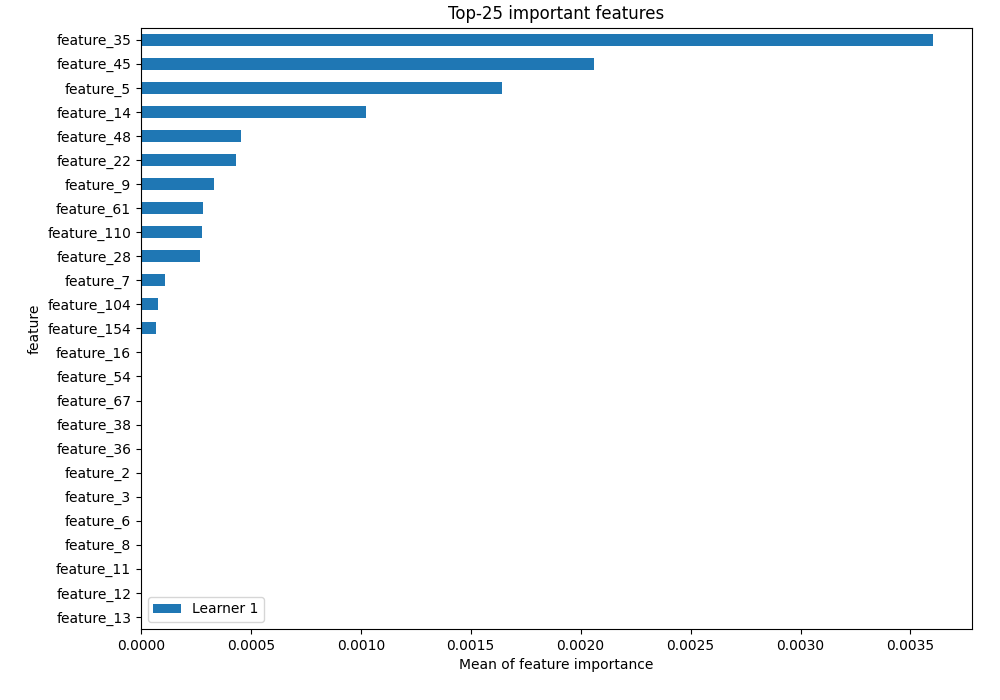 Top-25 important features
feature_35
feature_45
feature_5
feature_14
feature_48
feature_22
feature_9
feature_61
feature_110
feature_28
feature_7
feature_104
feature_154
feature_16
feature_54
feature_67
feature_38
feature_36
feature_2
feature_3
feature_6
feature_8
feature_11
feature_12
feature_13
feature
Learner 1
0.0000 0.0005 0.0010 0.0015 0.0020 0.0025 0.0030 0.0035
Mean of feature importance